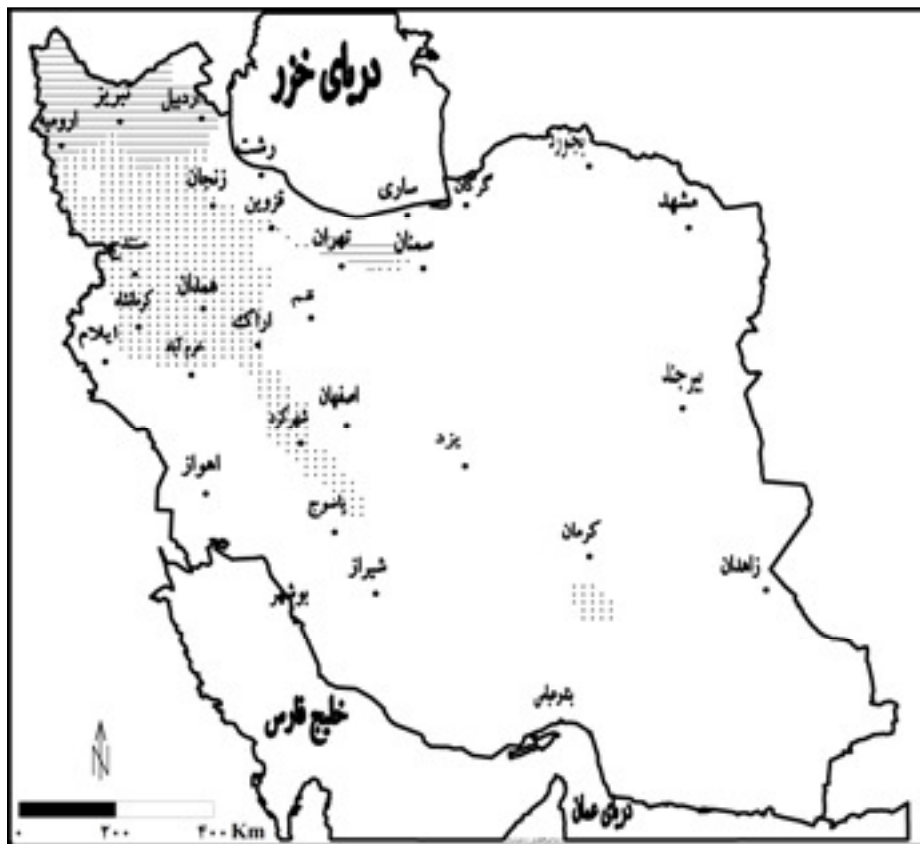 دریای خزر
تبریز
اردبیل
ارومیه
رشت
بجنورد
زنجان
ساری
گرگان
مشهد
قزوین
تهران
سمنان
سنندج
همدان
قم
کرمانشاه
اراک
ایلام
خرم آباد
بیرجند
اصفهان
شهرکرد
یزد
اهواز
یاسوج
کرمان
شیراز
زاهدان
بوشهر
بندرعباس
خلیج فارس
N
دریای عمان
۰ ۲۰۰ ۴۰۰ Km